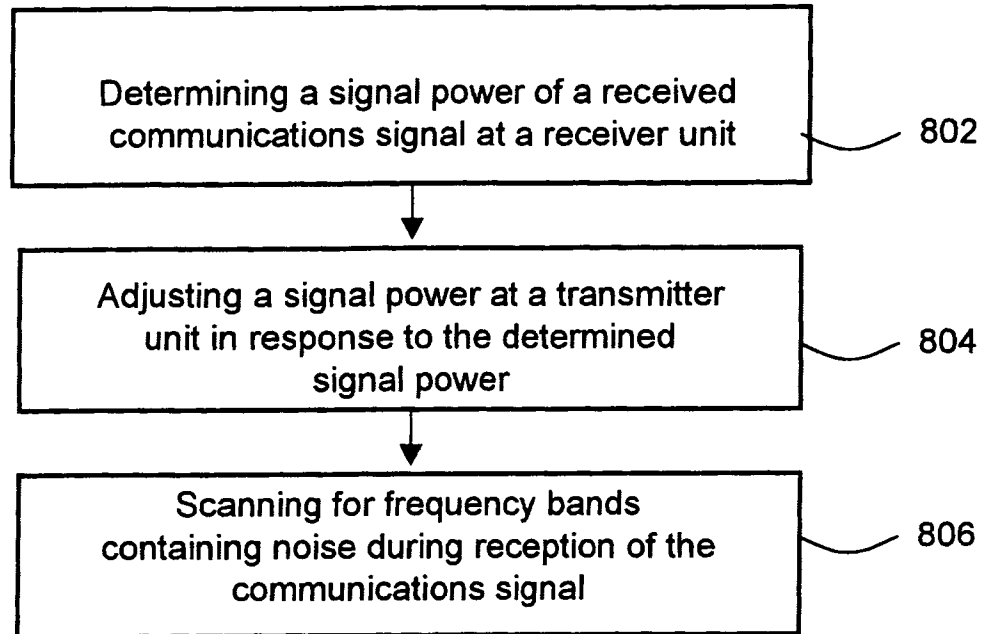 Determining a signal power of a received
communications signal at a receiver unit
802
Adjusting a signal power at a transmitter
unit in response to the determined
signal power
804
Scanning for frequency bands
containing noise during reception of the
communications signal
806